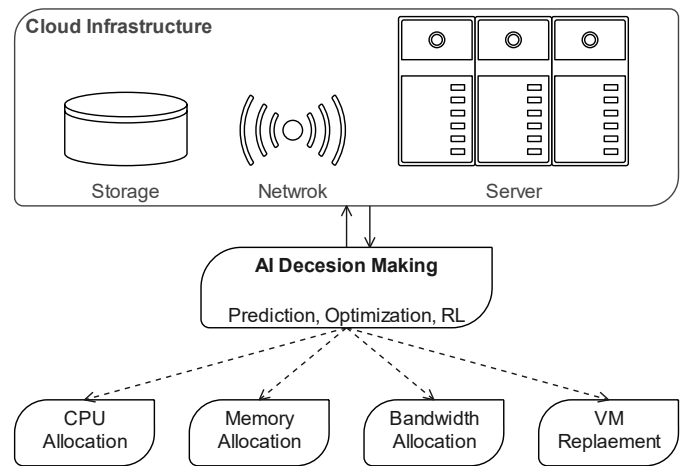 Cloud Infrastructure
Storage
Netwrok
Server
AI Decesion Making
Prediction, Optimization, RL
CPU
Allocation
Memory
Allocation
Bandwidth
Allocation
VM
Replaement